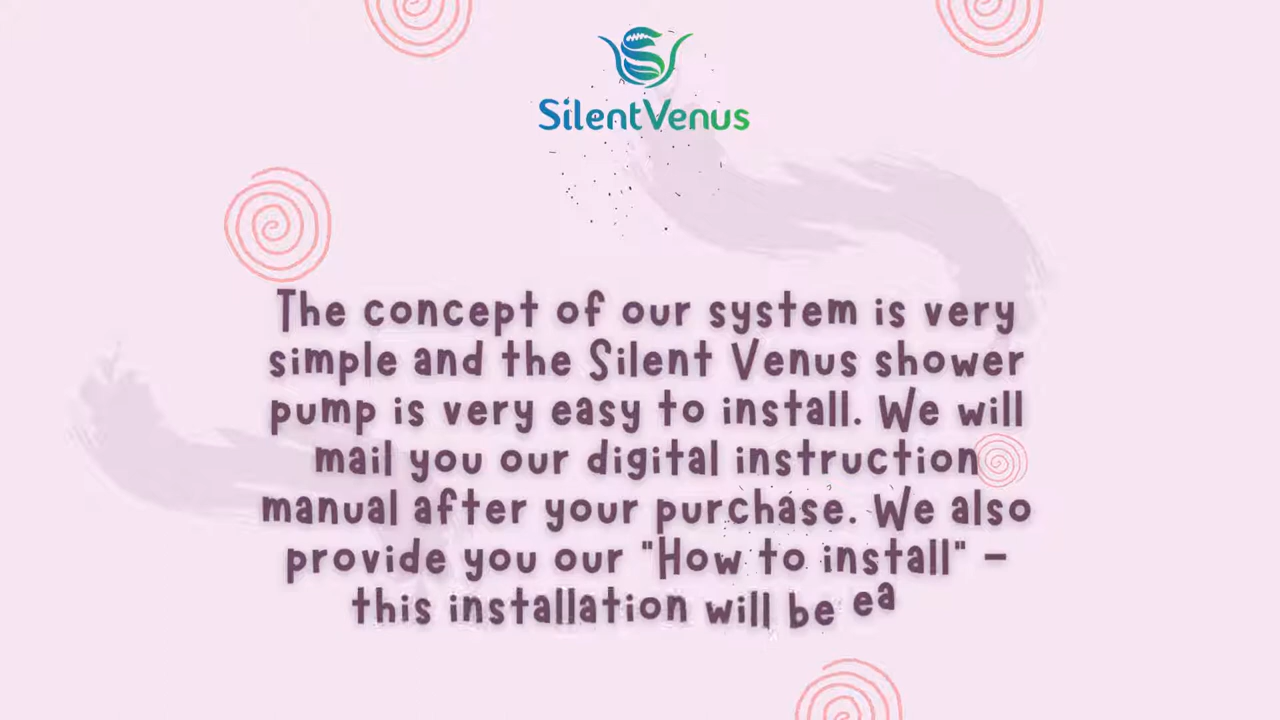 SilentVenus
The concept of our system is very
simple and the Silent Venus shower
pump is very easy to install. We will
mail you our digital instruction
manual after your purchase. We also
provide you our "How to install" –
this installation will be ea